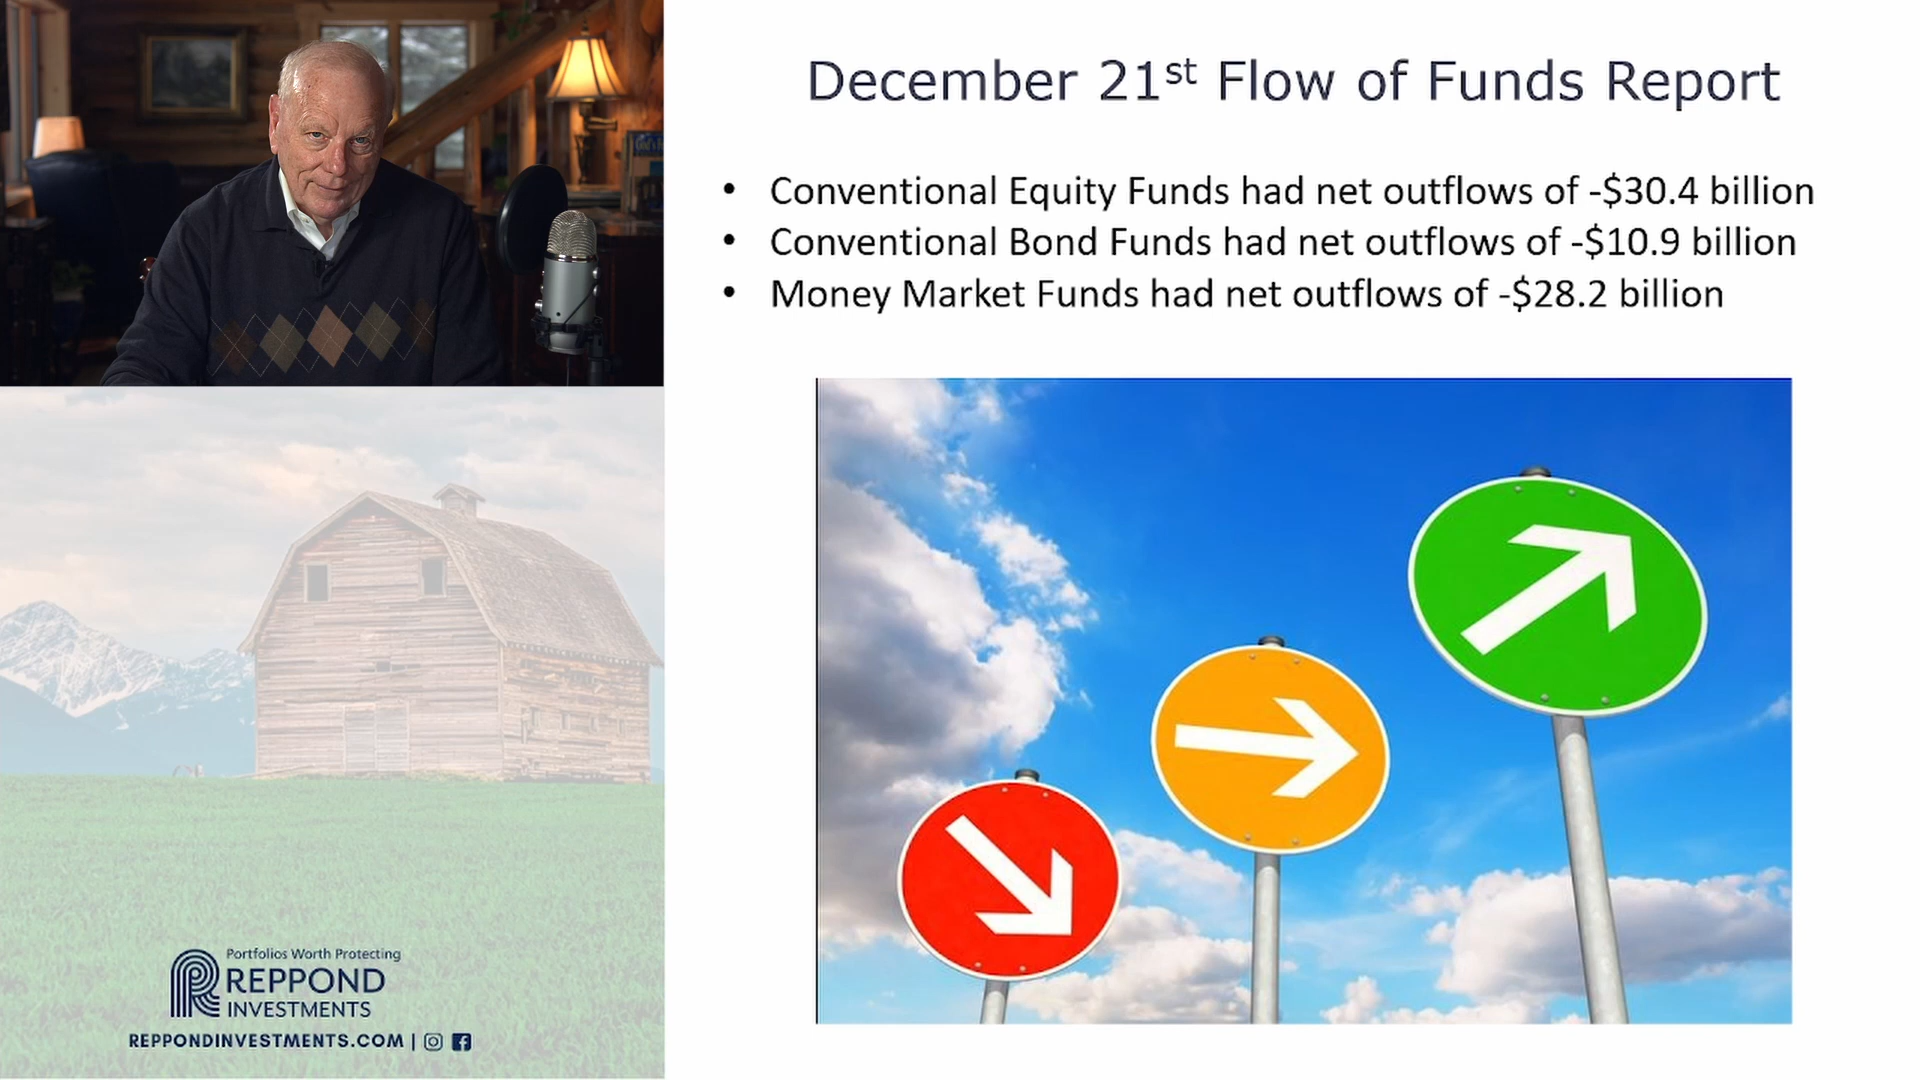 December 21st Flow of Funds Report
• Conventional Equity Funds had net outflows of -$30.4 billion
• Conventional Bond Funds had net outflows of -$10.9 billion
• Money Market Funds had net outflows of -$28.2 billion
Portfolios Worth Protecting
REPPOND
INVESTMENTS
REPPONDINVESTMENTS.COM |